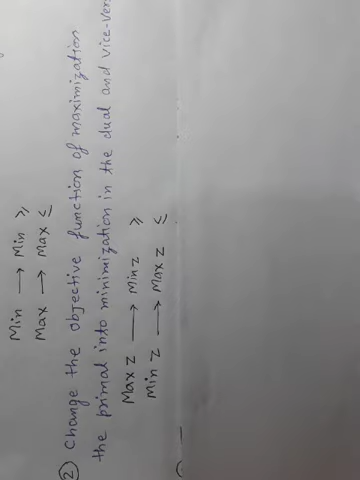 Min → Min ≥
Max → Max ≤
② Change the objective function of maximization
the primal into minimization in the dual and vice-ver
Max Z → Min Z ≥
Min Z → Max Z ≤